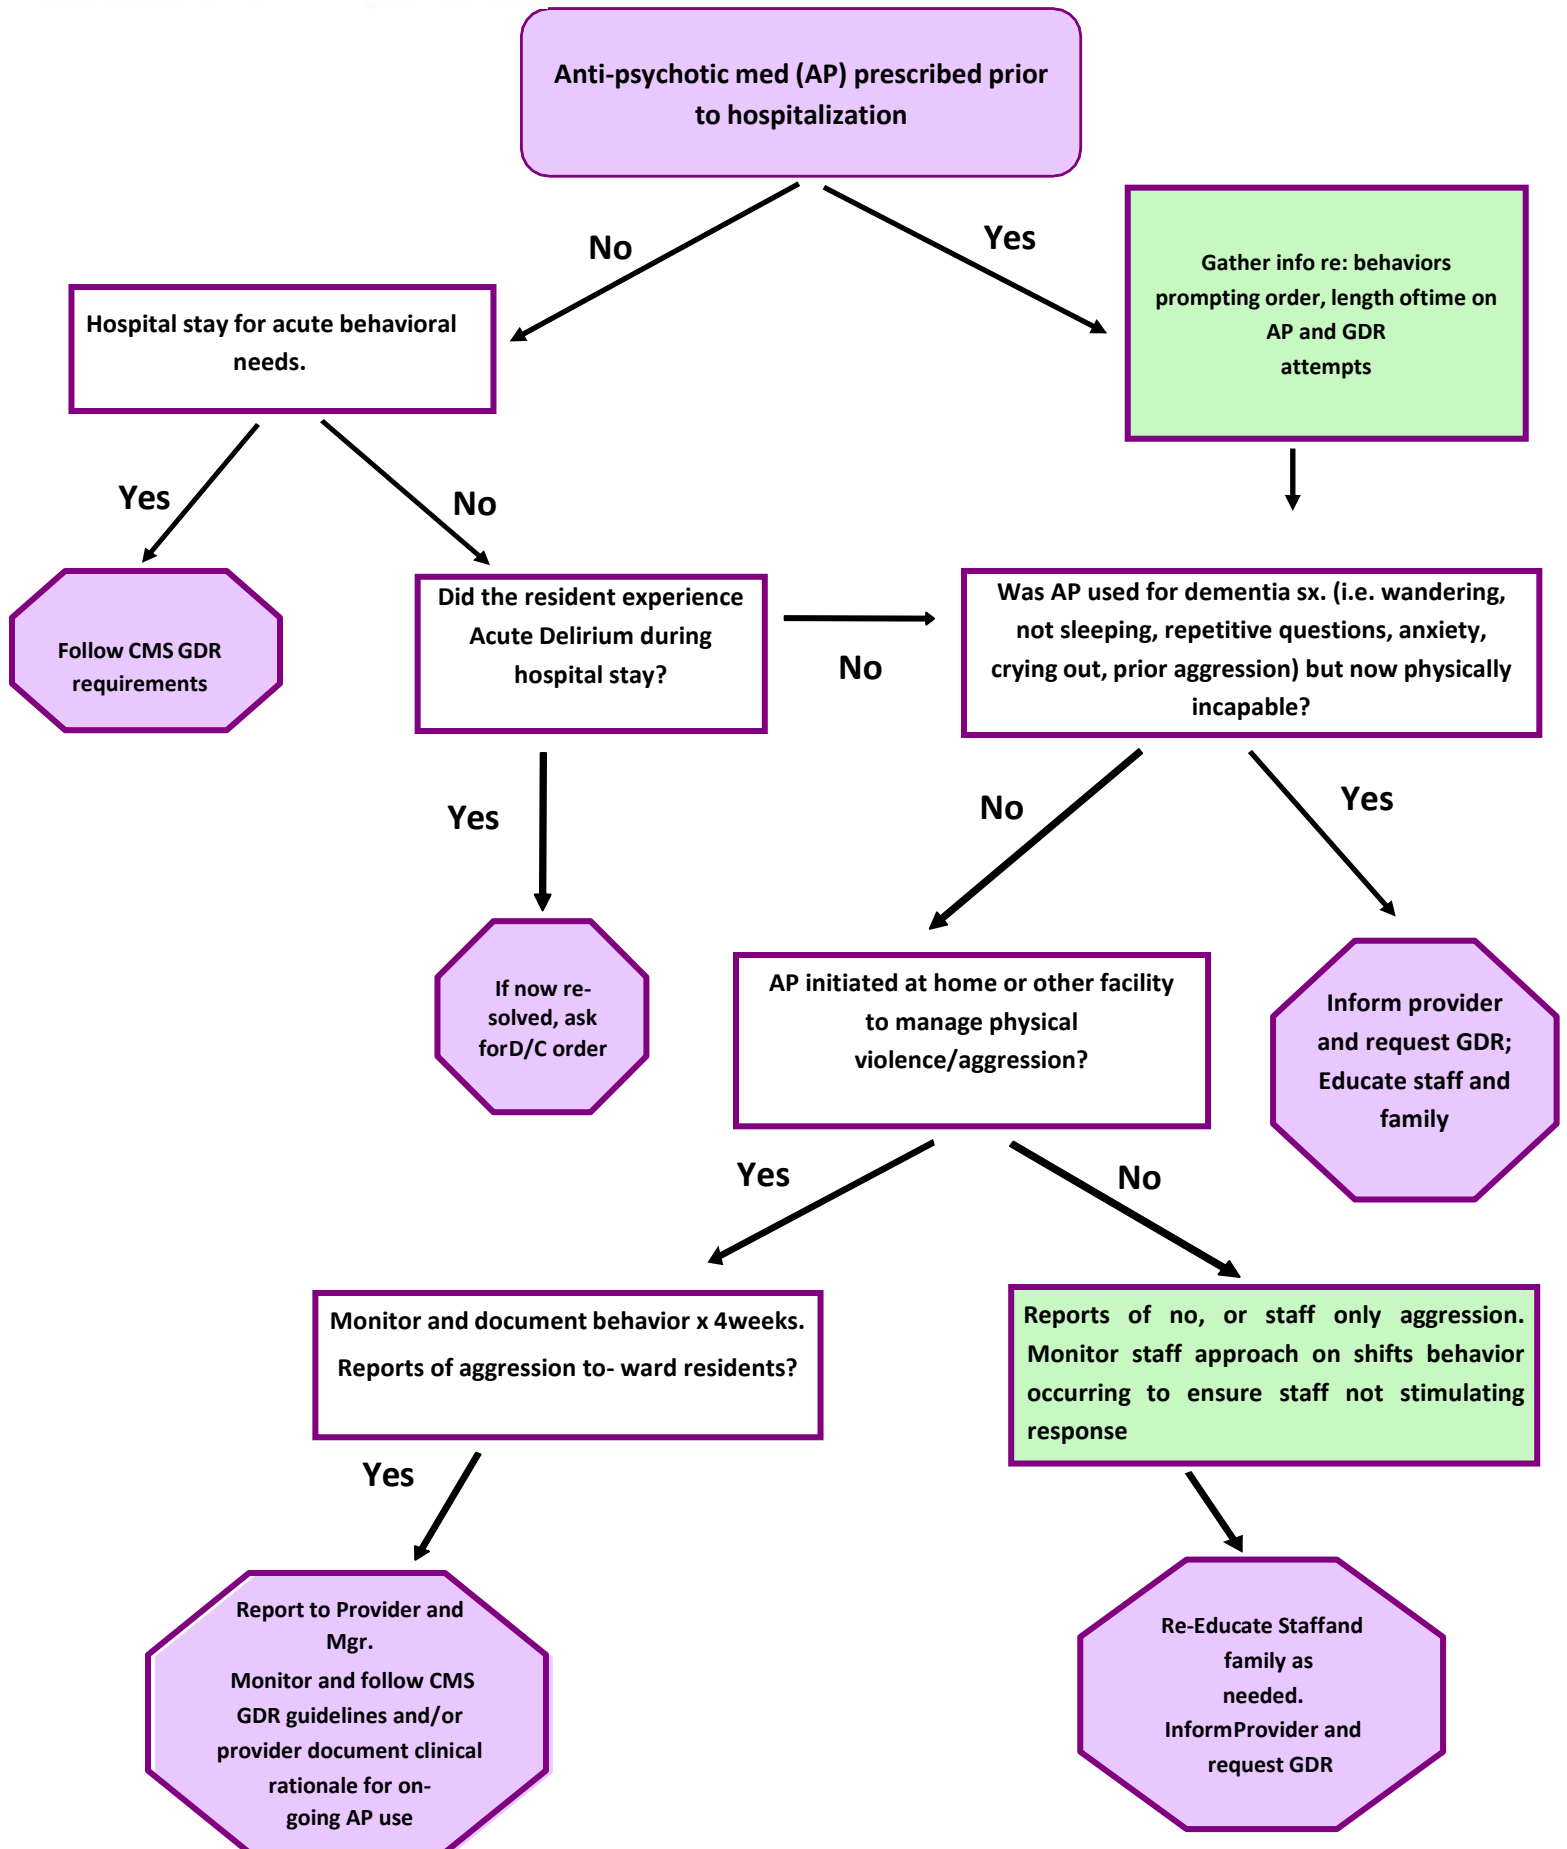 Anti-psychotic med (AP) prescribed prior
to hospitalization
No
Yes
Gather info re: behaviors
prompting order, length oftime on
AP and GDR
attempts
Hospital stay for acute behavioral
needs.
Yes
No
Follow CMS GDR
requirements
Did the resident experience
Acute Delirium during
hospital stay?
No
Was AP used for dementia sx. (i.e. wandering,
not sleeping, repetitive questions, anxiety,
crying out, prior aggression) but now physically
incapable?
Yes
No
Yes
If now re-
solved, ask
forD/C order
AP initiated at home or other facility
to manage physical
violence/aggression?
Inform provider
and request GDR;
Educate staff and
family
Yes
No
Monitor and document behavior x 4weeks.
Reports of aggression to- ward residents?
Reports of no, or staff only aggression.
Monitor staff approach on shifts behavior
occurring to ensure staff not stimulating
response
Yes
Report to Provider and
Mgr.
Monitor and follow CMS
GDR guidelines and/or
provider document clinical
rationale for on-
going AP use
Re-Educate Staffand
family as
needed.
InformProvider and
request GDR